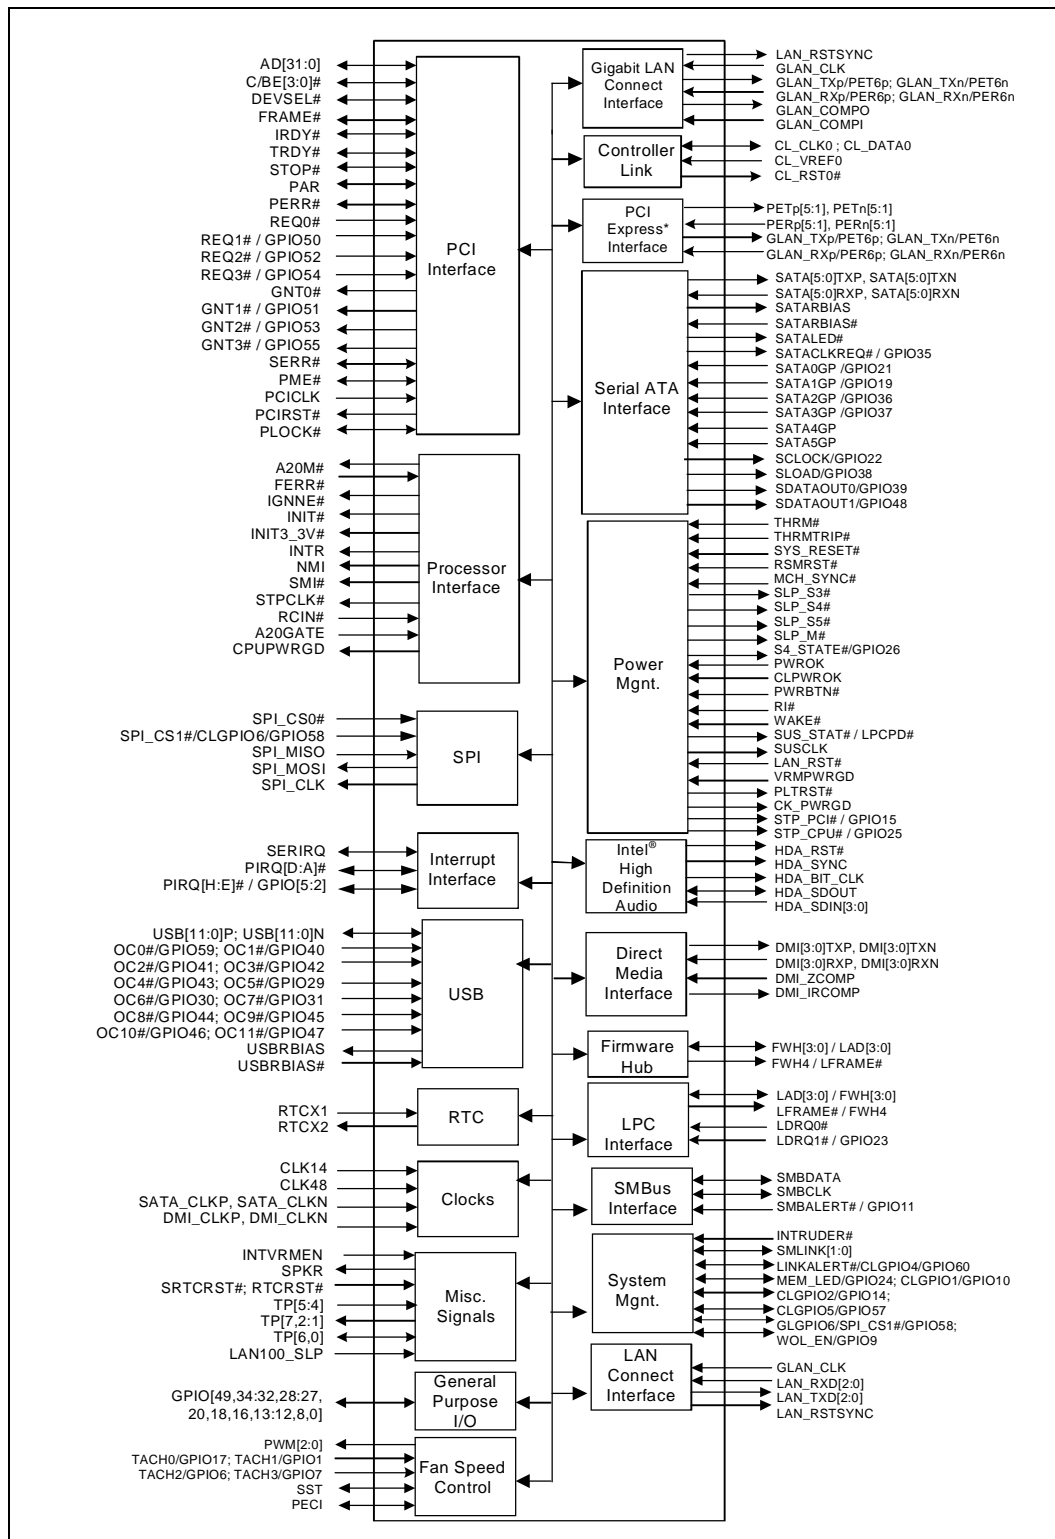 AD[31:0]
C/BE[3:0]#
DEVSEL#
FRAME#
IRDY#
TRDY#
STOP#
PAR
PERR#
REQ0#
REQ1# / GPIO50
REQ2# / GPIO52
REQ3# / GPIO54
GNT0#
GNT1# / GPIO51
GNT2# / GPIO53
GNT3# / GPIO55
SERR#
PME#
PCICLK
PCIRST#
PLOCK#
PCI
Interface
A20M#
FERR#
IGNNE#
INIT#
INIT3_3V#
INTR
NMI
SMI#
STPCLK#
RCIN#
A20GATE
CPUPWRGD
Processor
Interface
SPI_CS0#
SPI_CS1#/CLGPIO6/GPIO58
SPI_MISO
SPI_MOSI
SPI_CLK
SPI
SERIRQ
PIRQ[D:A]#
PIRQ[H:E]# / GPIO[5:2]
Interrupt
Interface
USB[11:0]P; USB[11:0]N
OC0#/GPIO59; OC1#/GPIO40
OC2#/GPIO41; OC3#/GPIO42
OC4#/GPIO43; OC5#/GPIO29
OC6#/GPIO30; OC7#/GPIO31
OC8#/GPIO44; OC9#/GPIO45
OC10#/GPIO46; OC11#/GPIO47
USBRBIAS
USBRBIAS#
USB
RTCX1
RTCX2
RTC
CLK14
CLK48
SATA_CLKP, SATA_CLKN
DMI_CLKP, DMI_CLKN
Clocks
INTVRMEN
SPKR
SRTCRST#; RTCRST#
TP[5:4]
TP[7,2:1]
TP[6,0]
LAN100_SLP
Misc.
Signals
GPIO[49,34:32,28:27,
20,18,16,13:12,8,0]
General
Purpose
I/O
PWM[2:0]
TACH0/GPIO17; TACH1/GPIO1
TACH2/GPIO6; TACH3/GPIO7
SST
PECI
Fan Speed
Control
Gigabit LAN
Connect
Interface
LAN_RSTSYNC
GLAN_CLK
GLAN_TXp/PET6p; GLAN_TXn/PET6n
GLAN_RXp/PER6p; GLAN_RXn/PER6n
GLAN_COMPO
GLAN_COMPI
Controller
Link
CL_CLK0 ; CL_DATA0
CL_VREF0
CL_RST0#
PCI
Express*
Interface
PETp[5:1], PETn[5:1]
PERp[5:1], PERn[5:1]
GLAN_TXp/PET6p; GLAN_TXn/PET6n
GLAN_RXp/PER6p; GLAN_RXn/PER6n
Serial ATA
Interface
SATA[5:0]TXP, SATA[5:0]TXN
SATA[5:0]RXP, SATA[5:0]RXN
SATARBIAS
SATARBIAS#
SATALED#
SATACLKREQ# / GPIO35
SATA0GP /GPIO21
SATA1GP /GPIO19
SATA2GP /GPIO36
SATA3GP /GPIO37
SATA4GP
SATA5GP
SCLOCK/GPIO22
SLOAD/GPIO38
SDATAOUT0/GPIO39
SDATAOUT1/GPIO48
Power
Mgnt.
THRM#
THRMTRIP#
SYS_RESET#
RSMRST#
MCH_SYNC#
SLP_S3#
SLP_S4#
SLP_S5#
SLP_M#
S4_STATE#/GPIO26
PWROK
CLPWROK
PWRBTN#
RI#
WAKE#
SUS_STAT# / LPCPD#
SUSCLK
LAN_RST#
VRMPWRGD
PLTRST#
CK_PWRGD
STP_PCI# / GPIO15
STP_CPU# / GPIO25
Intel®
High
Definition
Audio
HDA_RST#
HDA_SYNC
HDA_BIT_CLK
HDA_SDOUT
HDA_SDIN[3:0]
Direct
Media
Interface
DMI[3:0]TXP, DMI[3:0]TXN
DMI[3:0]RXP, DMI[3:0]RXN
DMI_ZCOMP
DMI_IRCOMP
Firmware
Hub
FWH[3:0] / LAD[3:0]
FWH4 / LFRAME#
LPC
Interface
LAD[3:0] / FWH[3:0]
LFRAME# / FWH4
LDRQ0#
LDRQ1# / GPIO23
SMBus
Interface
SMBDATA
SMBCLK
SMBALERT# / GPIO11
System
Mgnt.
INTRUDER#
SMLINK[1:0]
LINKALERT#/CLGPIO4/GPIO60
MEM_LED/GPIO24; CLGPIO1/GPIO10
CLGPIO2/GPIO14;
CLGPIO5/GPIO57
GLGPIO6/SPI_CS1#/GPIO58;
WOL_EN/GPIO9
LAN
Connect
Interface
GLAN_CLK
LAN_RXD[2:0]
LAN_TXD[2:0]
LAN_RSTSYNC